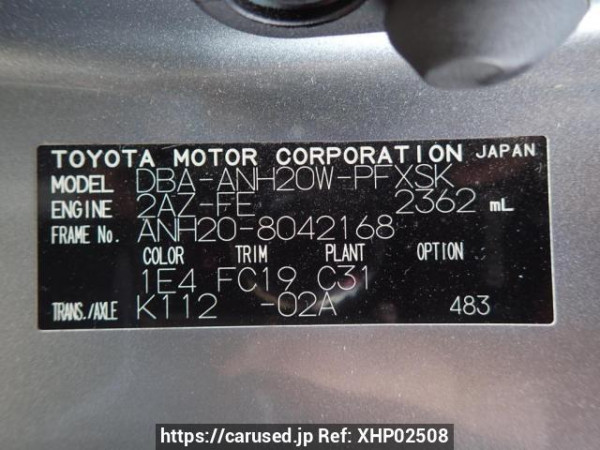 TOYOTA MOTOR CORPORATION JAPAN
MODEL DBA-ANH20W-PFXSK
ENGINE 2AZ-FE 2362 mL
FRAME No. ANH20-8042168
COLOR TRIM PLANT OPTION
1E4 FC19 C31
TRANS./AXLE K112 -02A 483
https://carused.jp Ref: XHP02508